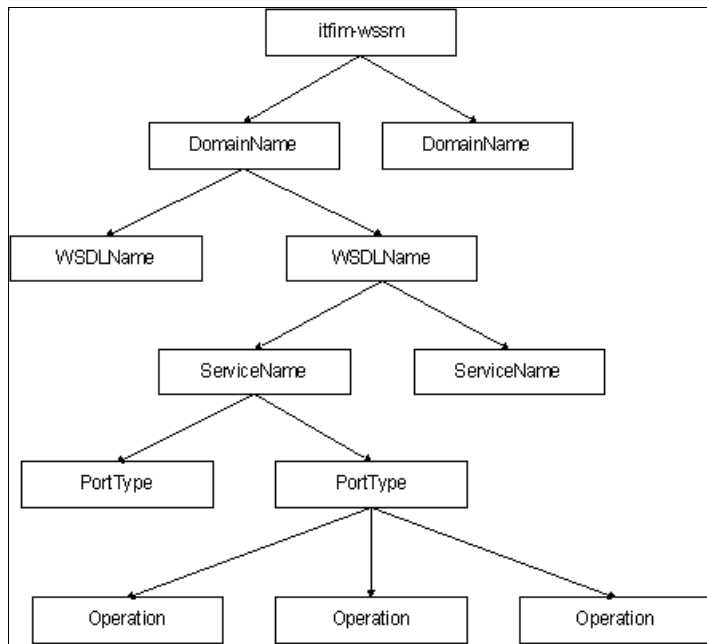 itfim-wssm
DomainName
DomainName
WSDLName
WSDLName
ServiceName
ServiceName
PortType
PortType
Operation
Operation
Operation